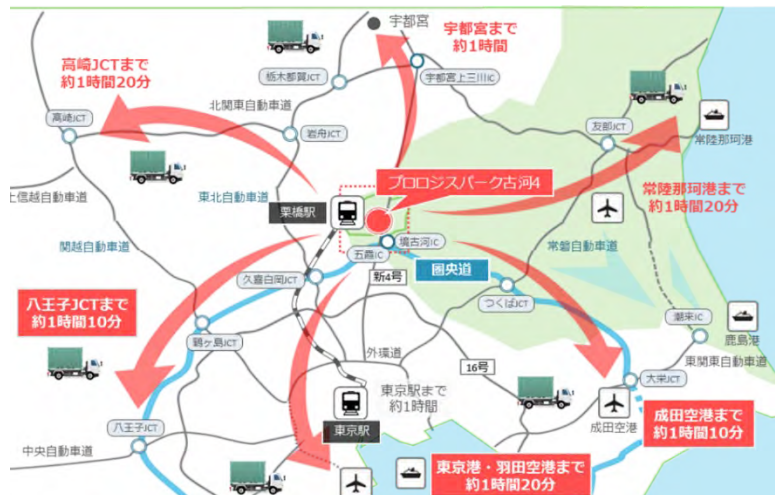 宇都宮
宇都宮まで
約1時間
高崎JCTまで
約1時間20分
栃木都賀JCT
宇都宮上三川IC
北関東自動車道
高崎JCT
岩舟JCT
友部JCT
常陸那珂港
プロロジスパーク古河4
上信越自動車道
東北自動車道
栗橋駅
常陸那珂港まで
約1時間20分
関越自動車道
境古河IC
五霞IC
常磐自動車道
圏央道
新4号
久喜白岡JCT
つくばJCT
八王子JCTまで
約1時間10分
潮来IC
鹿島港
鶴ヶ島JCT
外環道
16号
東関東自動車道
大栄JCT
東京駅まで
約1時間
成田空港
成田空港まで
約1時間10分
八王子JCT
東京駅
中央自動車道
東京港・羽田空港まで
約1時間20分